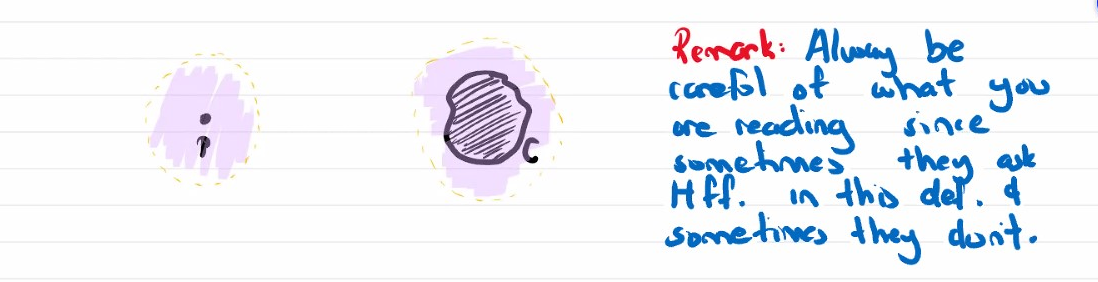 P
C
Remark: Alway be
careful of what you
are reading since
sometimes they ask
Hff. in this def. &
sometimes they don't.